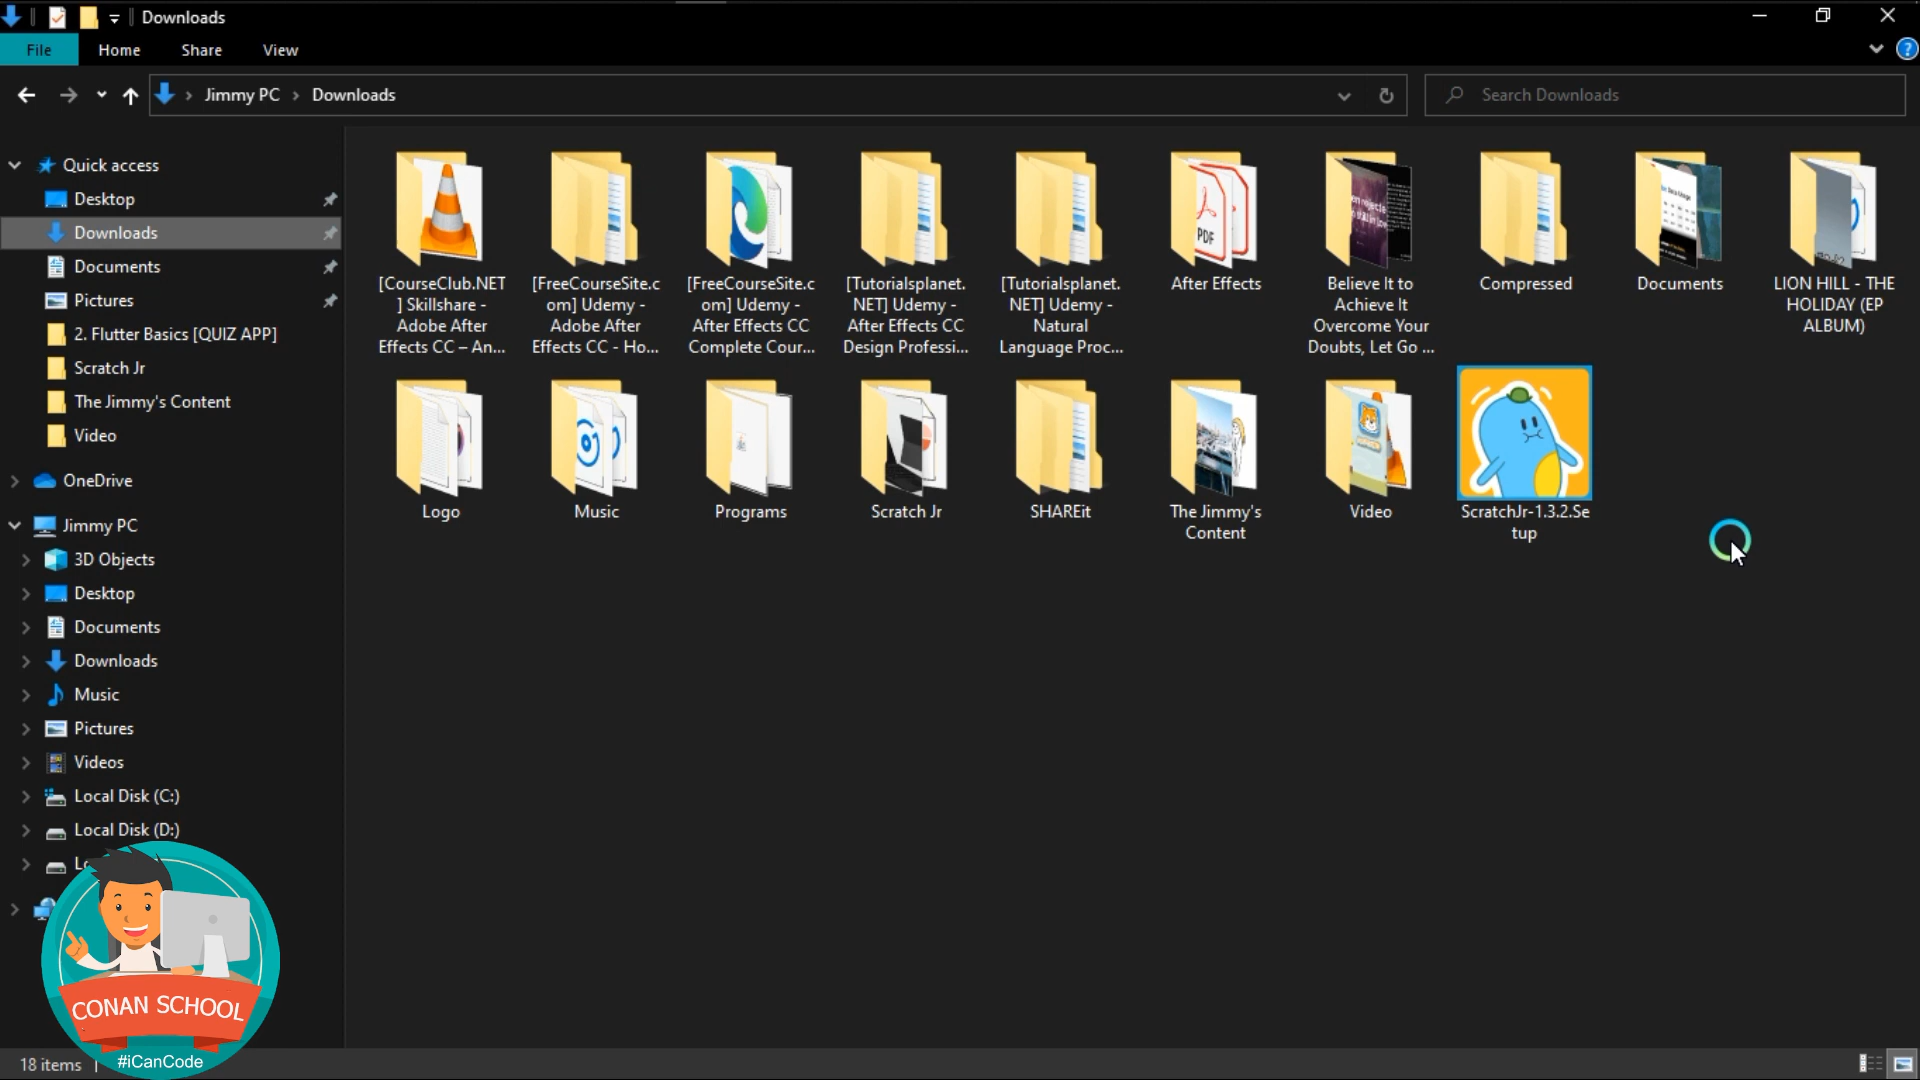 Downloads
File Home Share View
Jimmy PC Downloads
Search Downloads
Quick access
Desktop
Downloads
Documents
Pictures
2. Flutter Basics [QUIZ APP]
Scratch Jr
The Jimmy's Content
Video
OneDrive
Jimmy PC
3D Objects
Desktop
Documents
Downloads
Music
Pictures
Videos
Local Disk (C:)
Local Disk (D:)
[CourseClub.NET
] Skillshare -
Adobe After
Effects CC – An...
[FreeCourseSite.c
om] Udemy -
Adobe After
Effects CC - Ho...
[FreeCourseSite.c
om] Udemy -
After Effects CC
Complete Cour...
[Tutorialsplanet.
NET] Udemy -
After Effects CC
Design Professi...
[Tutorialsplanet.
NET] Udemy -
Natural
Language Proc...
PDF
After Effects
Believe It to
Achieve It
Overcome Your
Doubts, Let Go ...
Compressed
Documents
LION HILL - THE
HOLIDAY (EP
ALBUM)
Logo
Music
Programs
Scratch Jr
SHAREit
The Jimmy's
Content
Video
ScratchJr-1.3.2.Se
tup
CONAN SCHOOL
#iCanCode
18 items